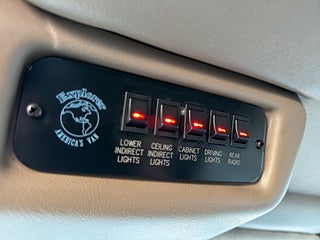 Explorer
AMERICA'S VAN
LOWER
INDIRECT
LIGHTS
CEILING
INDIRECT
LIGHTS
CABINET
LIGHTS
DRIVING
LIGHTS
REAR
RADIO